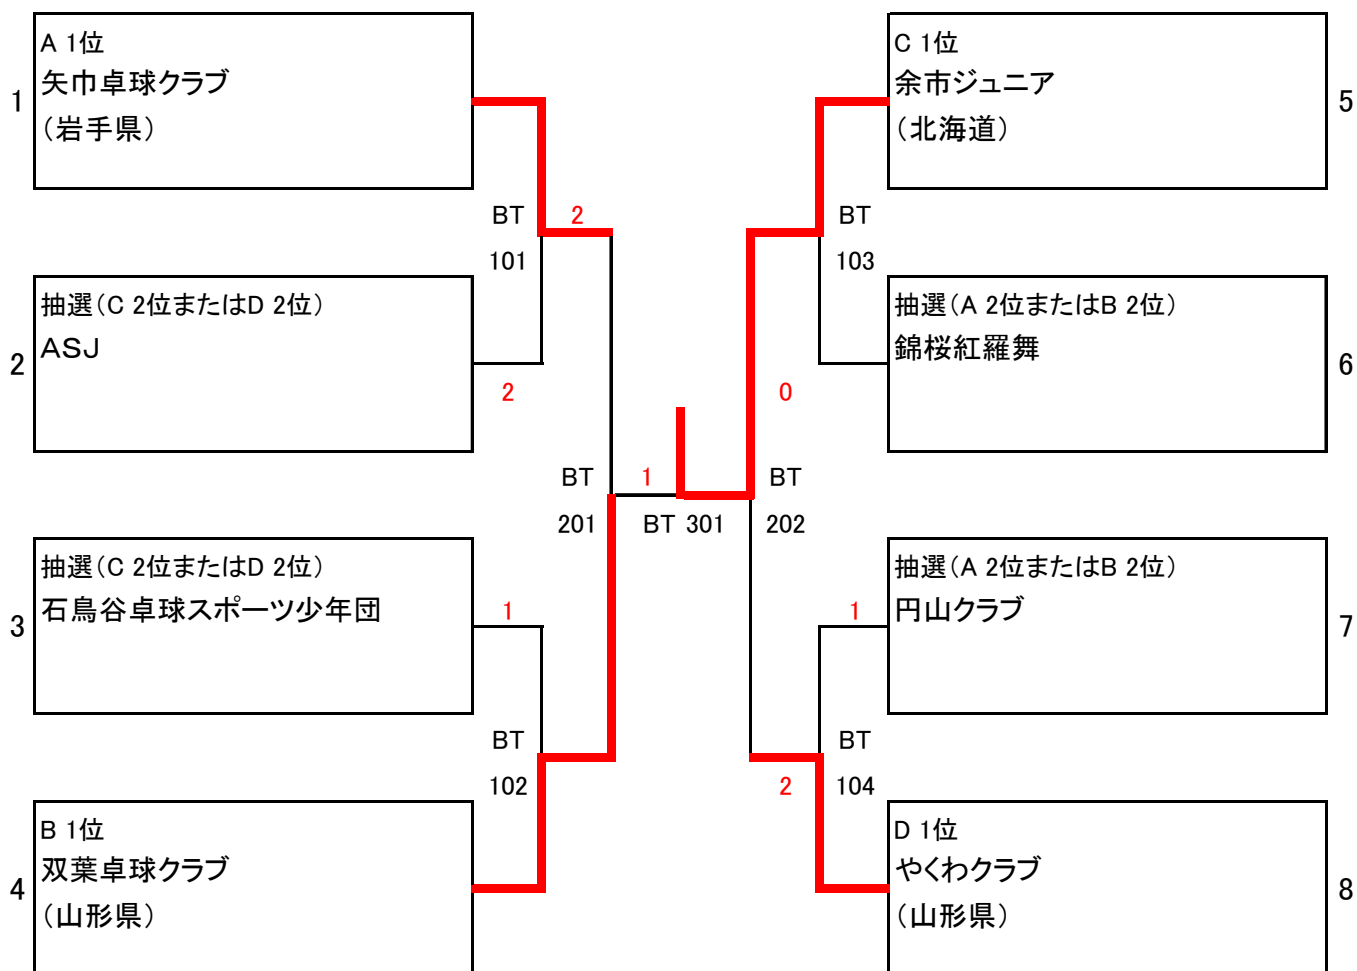 1
A 1位
矢巾卓球クラブ
（岩手県）
BT
2
101
2
抽選（C 2位またはD 2位）
ASJ
2
BT
1
201
BT 301
3
抽選（C 2位またはD 2位）
石鳥谷卓球スポーツ少年団
1
BT
102
4
B 1位
双葉卓球クラブ
（山形県）
C 1位
余市ジュニア
（北海道）
5
BT
103
抽選（A 2位またはB 2位）
錦桜紅羅舞
6
0
BT
202
抽選（A 2位またはB 2位）
円山クラブ
7
1
BT
2
104
D 1位
やくわクラブ
（山形県）
8